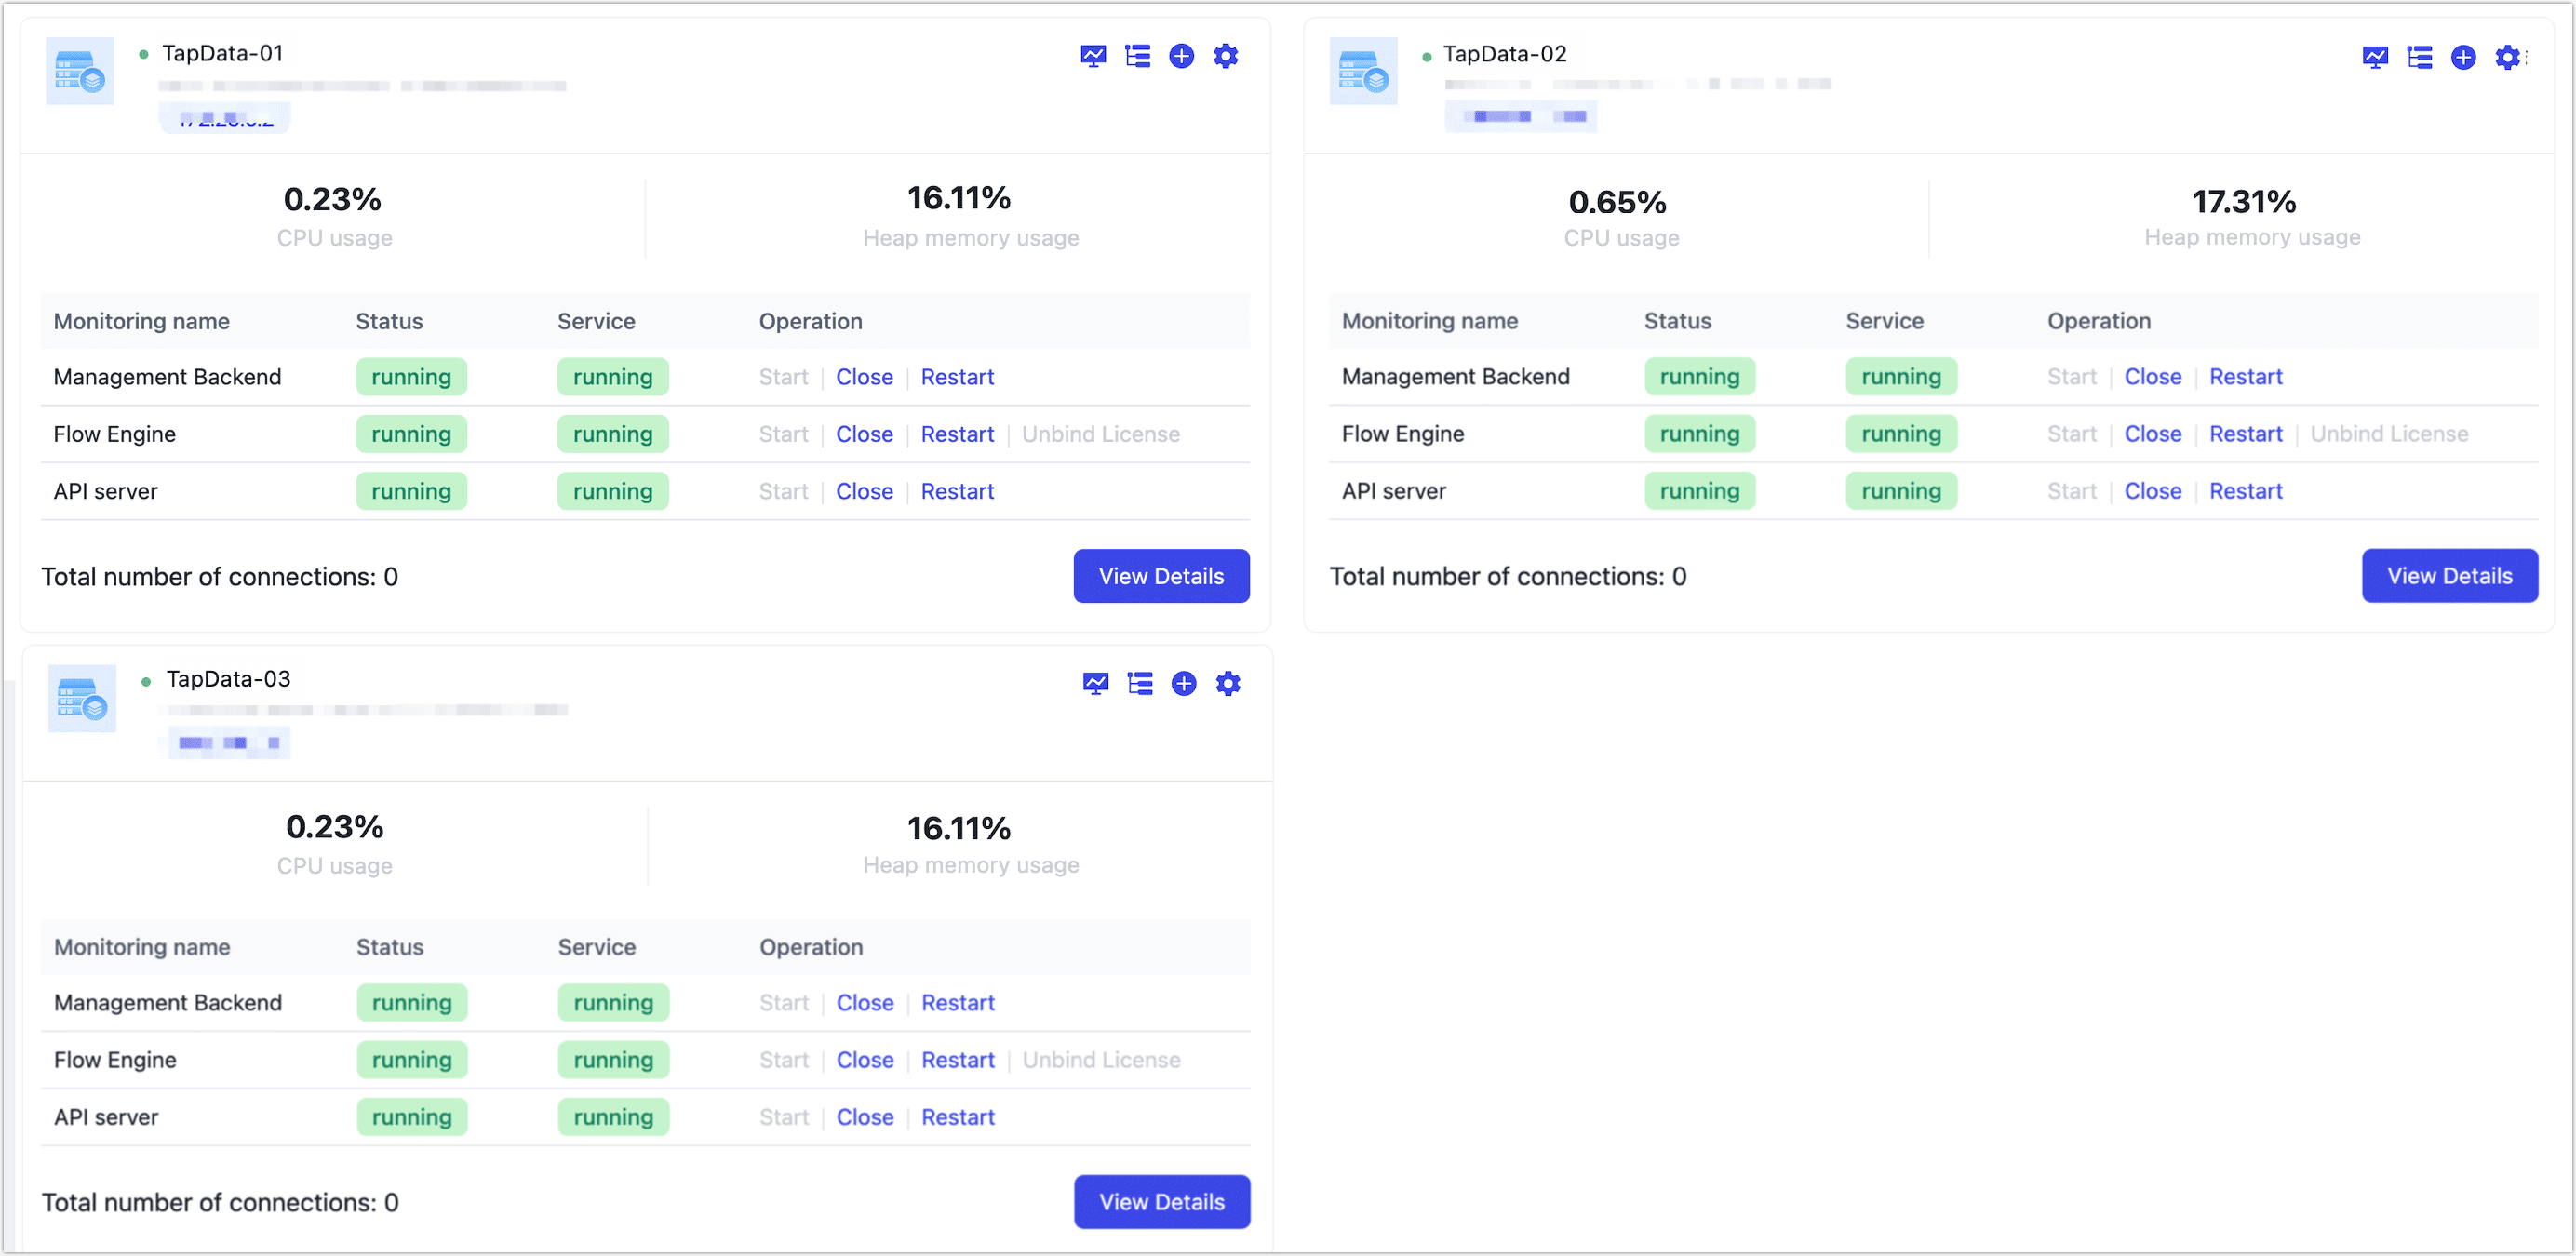 TapData-01
0.23%
CPU usage
16.11%
Heap memory usage
Monitoring name Status Service Operation
Management Backend running running Start | Close | Restart
Flow Engine running running Start | Close | Restart | Unbind License
API server running running Start | Close | Restart
Total number of connections: 0
View Details
TapData-02
0.65%
CPU usage
17.31%
Heap memory usage
Monitoring name Status Service Operation
Management Backend running running Start | Close | Restart
Flow Engine running running Start | Close | Restart | Unbind License
API server running running Start | Close | Restart
Total number of connections: 0
View Details
TapData-03
0.23%
CPU usage
16.11%
Heap memory usage
Monitoring name Status Service Operation
Management Backend running running Start | Close | Restart
Flow Engine running running Start | Close | Restart | Unbind License
API server running running Start | Close | Restart
Total number of connections: 0
View Details